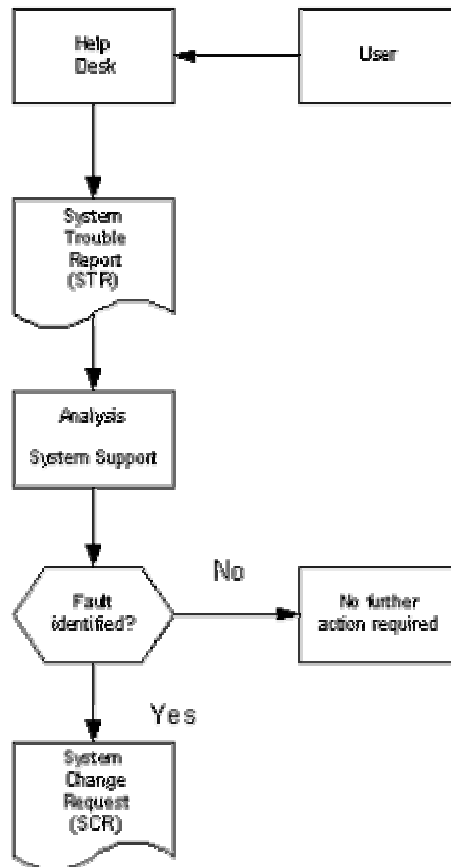 Help
Desk
User
System
Trouble
Report
(STR)
Analysis
System Support
Fault
identified?
No
No further
action required
Yes
System
Change
Request
(SCR)